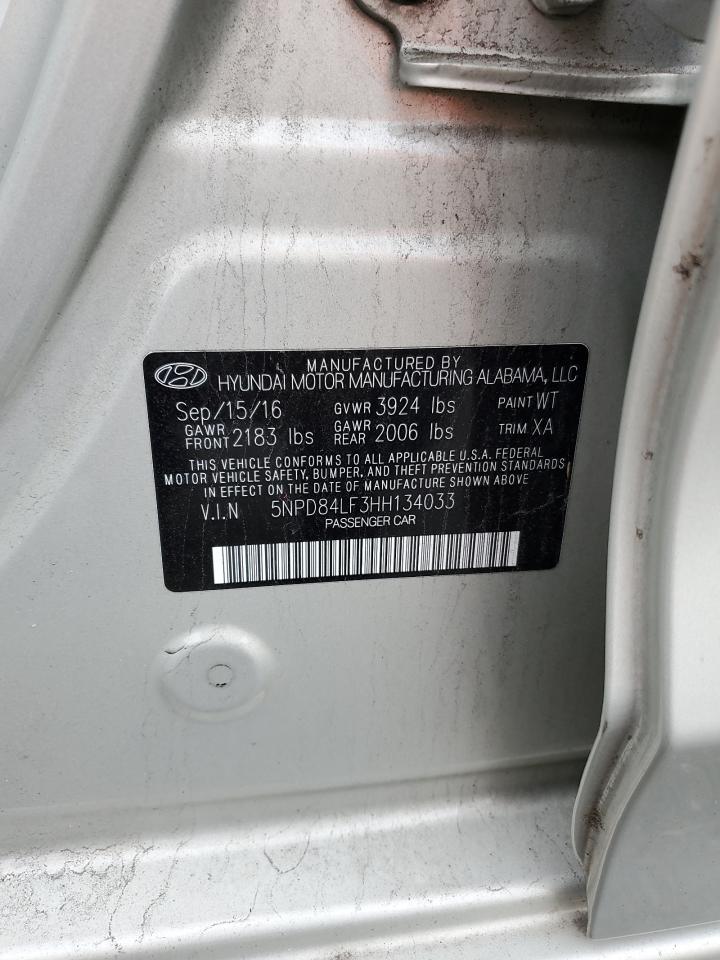 MANUFACTURED BY
HYUNDAI MOTOR MANUFACTURING ALABAMA, LLC
Sep/15/16 GVWR 3924 lbs PAINT WT
GAWR FRONT 2183 lbs GAWR REAR 2006 lbs TRIM XA
THIS VEHICLE CONFORMS TO ALL APPLICABLE U.S.A. FEDERAL
MOTOR VEHICLE SAFETY, BUMPER, AND THEFT PREVENTION STANDARDS
IN EFFECT ON THE DATE OF MANUFACTURE SHOWN ABOVE
V.I.N 5NPD84LF3HH134033
PASSENGER CAR